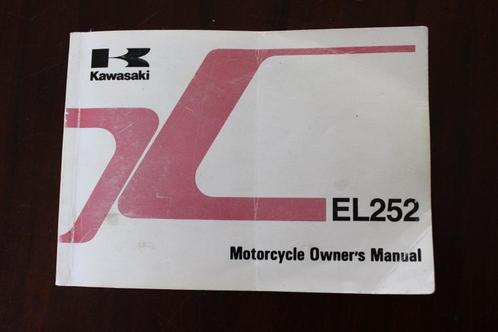 Kawasaki
EL252
Motorcycle Owner's Manual